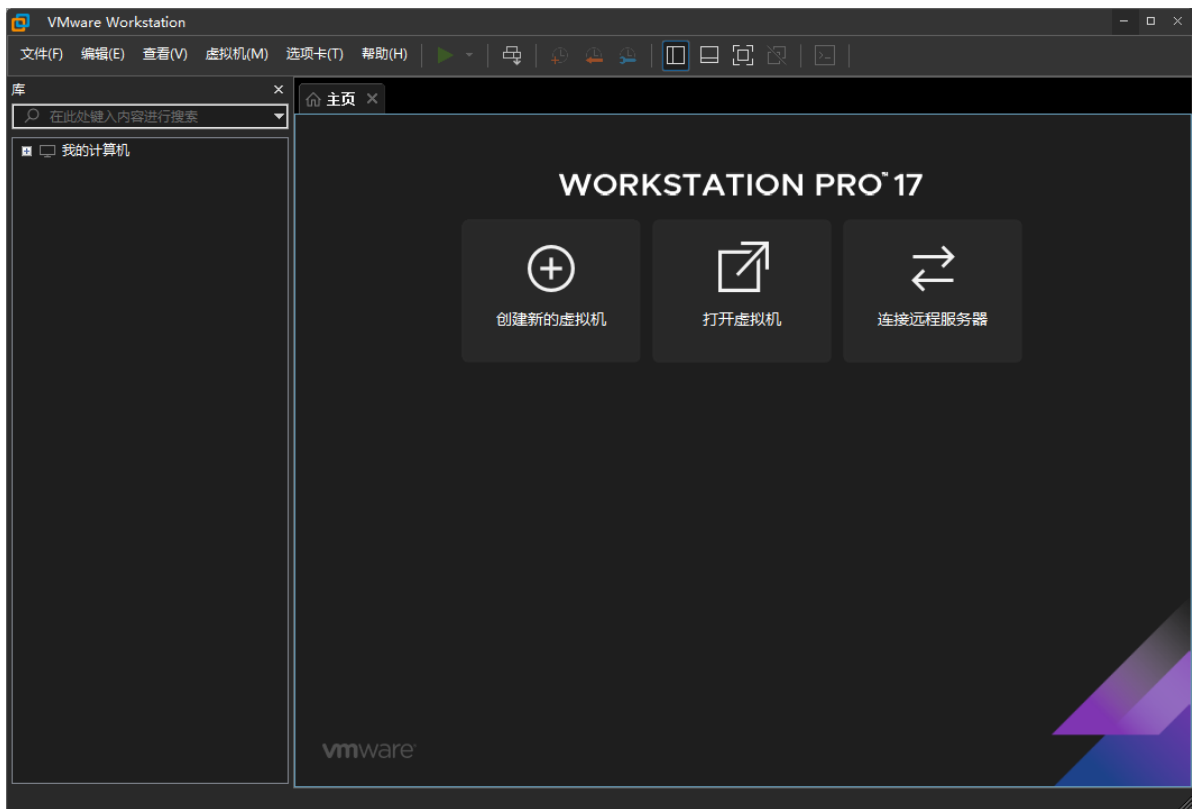 VMware Workstation
文件(F) 编辑(E) 查看(V) 虚拟机(M) 选项卡(T) 帮助(H)
库
在此处键入内容进行搜索
我的计算机
主页
WORKSTATION PRO™ 17
创建新的虚拟机
打开虚拟机
连接远程服务器
vmware